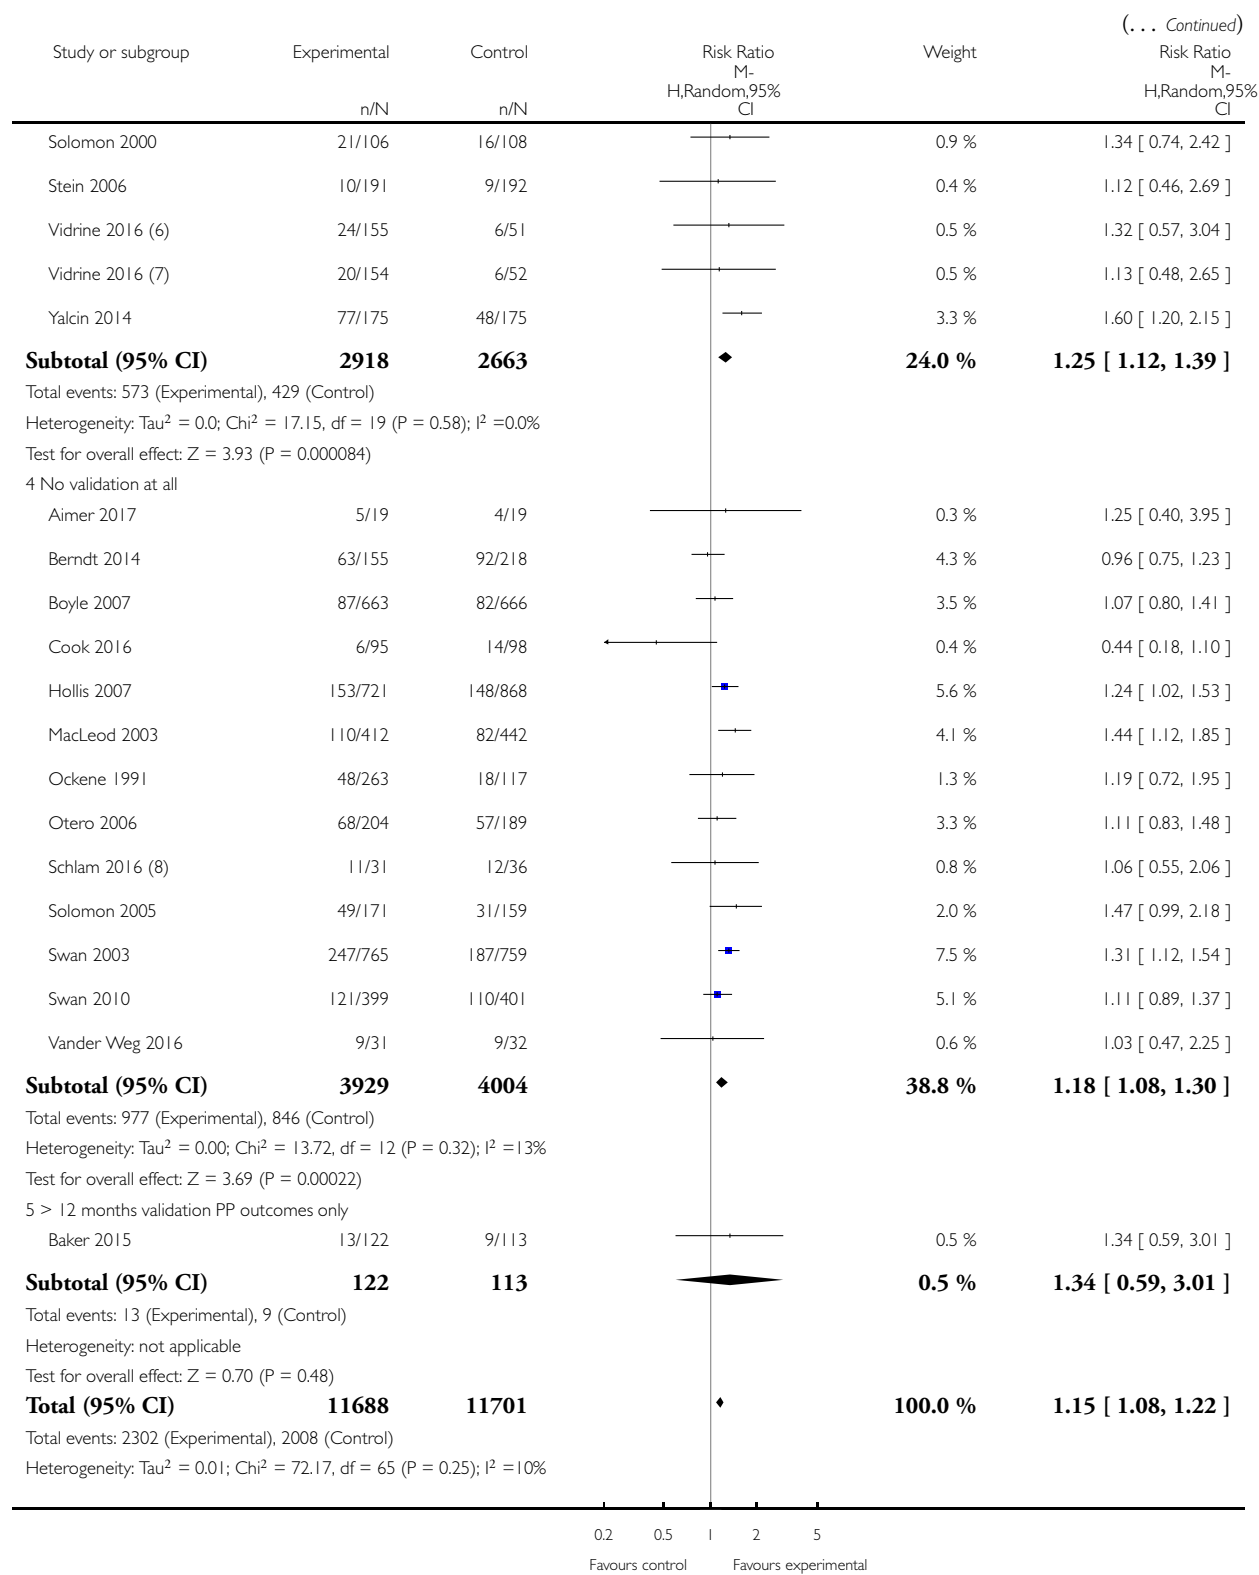 (. . . Continued)
Study or subgroup Experimental Control Risk Ratio Weight Risk Ratio
M- M-
H,Random,95% H,Random,95%
n/N n/N CI CI
Solomon 2000 21/106 16/108 0.9 % 1.34 [ 0.74, 2.42 ]
Stein 2006 10/191 9/192 0.4 % 1.12 [ 0.46, 2.69 ]
Vidrine 2016 (6) 24/155 6/51 0.5 % 1.32 [ 0.57, 3.04 ]
Vidrine 2016 (7) 20/154 6/52 0.5 % 1.13 [ 0.48, 2.65 ]
Yalcin 2014 77/175 48/175 3.3 % 1.60 [ 1.20, 2.15 ]
Subtotal (95% CI) 2918 2663 24.0 % 1.25 [ 1.12, 1.39 ]
Total events: 573 (Experimental), 429 (Control)
Heterogeneity: Tau² = 0.0; Chi² = 17.15, df = 19 (P = 0.58); I² =0.0%
Test for overall effect: Z = 3.93 (P = 0.000084)
4 No validation at all
Aimer 2017 5/19 4/19 0.3 % 1.25 [ 0.40, 3.95 ]
Berndt 2014 63/155 92/218 4.3 % 0.96 [ 0.75, 1.23 ]
Boyle 2007 87/663 82/666 3.5 % 1.07 [ 0.80, 1.41 ]
Cook 2016 6/95 14/98 0.4 % 0.44 [ 0.18, 1.10 ]
Hollis 2007 153/721 148/868 5.6 % 1.24 [ 1.02, 1.53 ]
MacLeod 2003 110/412 82/442 4.1 % 1.44 [ 1.12, 1.85 ]
Ockene 1991 48/263 18/117 1.3 % 1.19 [ 0.72, 1.95 ]
Otero 2006 68/204 57/189 3.3 % 1.11 [ 0.83, 1.48 ]
Schlam 2016 (8) 11/31 12/36 0.8 % 1.06 [ 0.55, 2.06 ]
Solomon 2005 49/171 31/159 2.0 % 1.47 [ 0.99, 2.18 ]
Swan 2003 247/765 187/759 7.5 % 1.31 [ 1.12, 1.54 ]
Swan 2010 121/399 110/401 5.1 % 1.11 [ 0.89, 1.37 ]
Vander Weg 2016 9/31 9/32 0.6 % 1.03 [ 0.47, 2.25 ]
Subtotal (95% CI) 3929 4004 38.8 % 1.18 [ 1.08, 1.30 ]
Total events: 977 (Experimental), 846 (Control)
Heterogeneity: Tau² = 0.00; Chi² = 13.72, df = 12 (P = 0.32); I² =13%
Test for overall effect: Z = 3.69 (P = 0.00022)
5 > 12 months validation PP outcomes only
Baker 2015 13/122 9/113 0.5 % 1.34 [ 0.59, 3.01 ]
Subtotal (95% CI) 122 113 0.5 % 1.34 [ 0.59, 3.01 ]
Total events: 13 (Experimental), 9 (Control)
Heterogeneity: not applicable
Test for overall effect: Z = 0.70 (P = 0.48)
Total (95% CI) 11688 11701 100.0 % 1.15 [ 1.08, 1.22 ]
Total events: 2302 (Experimental), 2008 (Control)
Heterogeneity: Tau² = 0.01; Chi² = 72.17, df = 65 (P = 0.25); I² =10%
0.2 0.5 1 2 5
Favours control Favours experimental